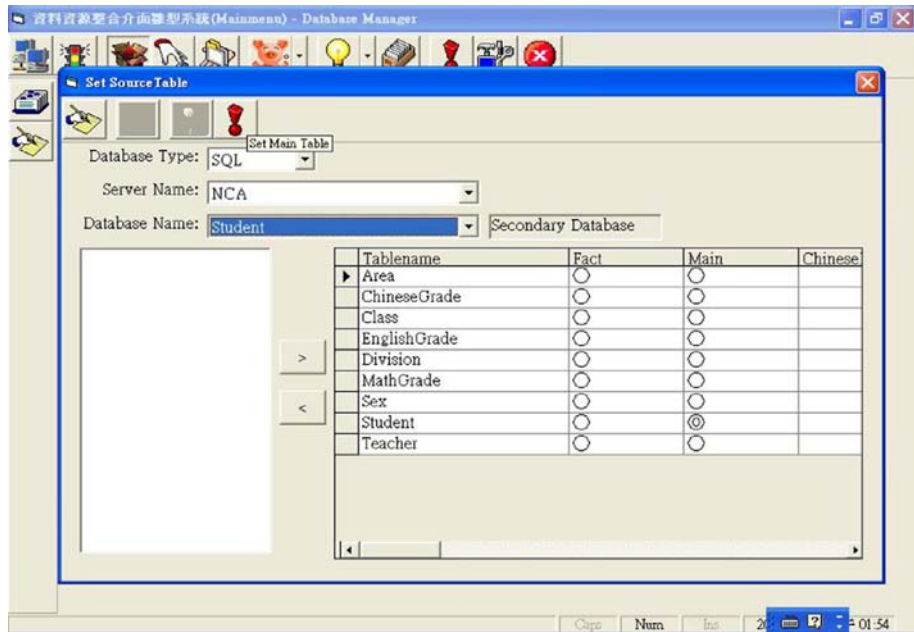 資料資源整合介面雛型系統(Mainmenu) - Database Manager
Set SourceTable
Set Main Table
Database Type: SQL
Server Name: NCA
Database Name: Student Secondary Database
Tablename Fact Main Chinese
Area
ChineseGrade
Class
EnglishGrade
Division
MathGrade
Sex
Student
Teacher
>
<
Caps Num Ins 01:54